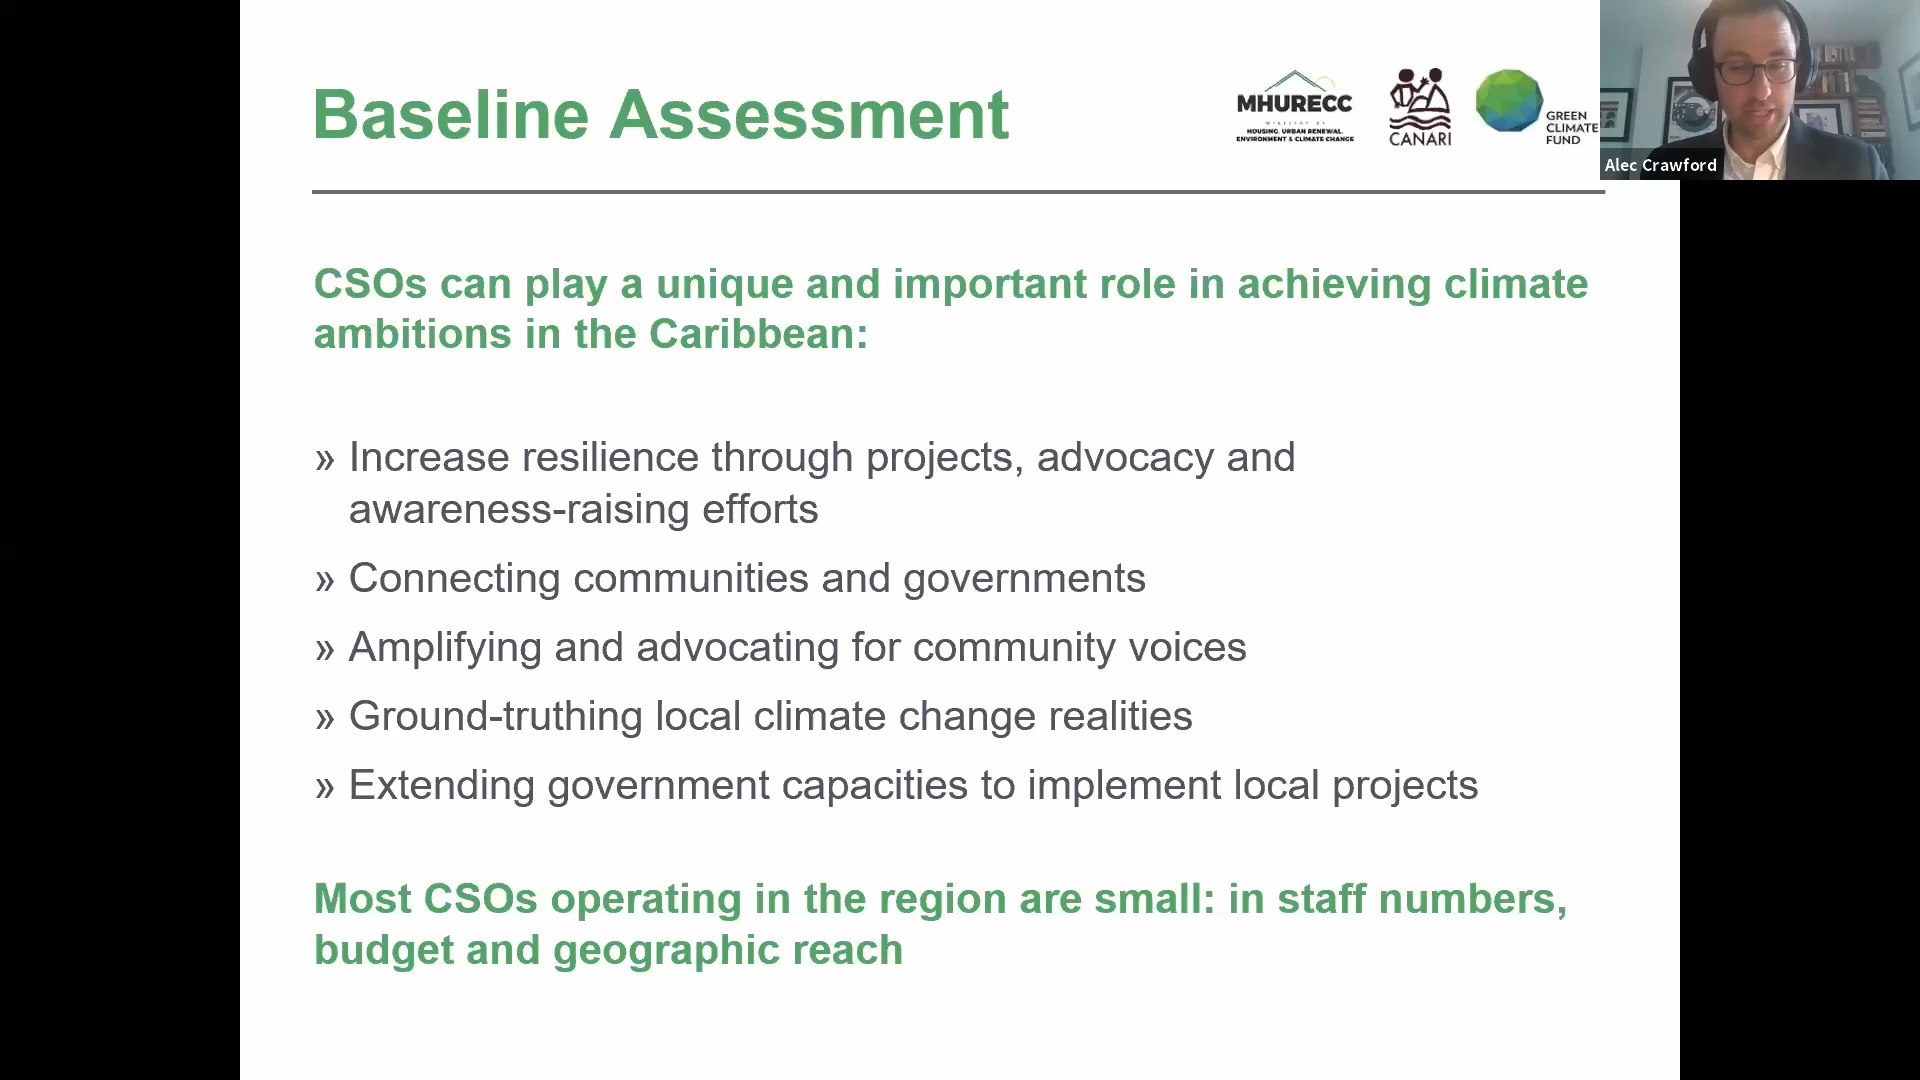 Baseline Assessment
MHURECC
MINISTRY OF
HOUSING, URBAN RENEWAL,
ENVIRONMENT & CLIMATE CHANGE
CANARI
GREEN
CLIMATE
FUND
Alec Crawford
CSOs can play a unique and important role in achieving climate
ambitions in the Caribbean:
» Increase resilience through projects, advocacy and
awareness-raising efforts
» Connecting communities and governments
» Amplifying and advocating for community voices
» Ground-truthing local climate change realities
» Extending government capacities to implement local projects
Most CSOs operating in the region are small: in staff numbers,
budget and geographic reach